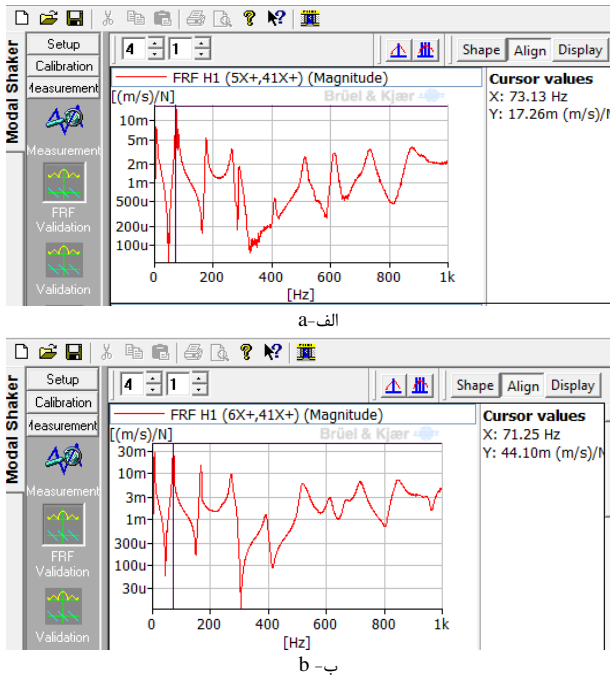 Modal Shaker
Setup
Calibration
Measurement
Measurement
FRF
Validation
Validation
4 1
Shape Align Display
FRF H1 (5X+,41X+) (Magnitude)
[(m/s)/N]
Brüel & Kjær
10m
5m
2m
1m
500u
200u
100u
0 200 400 600 800 1k
[Hz]
Cursor values
X: 73.13 Hz
Y: 17.26m (m/s)/N
الف-a
Modal Shaker
Setup
Calibration
Measurement
Measurement
FRF
Validation
Validation
4 1
Shape Align Display
FRF H1 (6X+,41X+) (Magnitude)
[(m/s)/N]
Brüel & Kjær
30m
10m
3m
1m
300u
100u
30u
0 200 400 600 800 1k
[Hz]
Cursor values
X: 71.25 Hz
Y: 44.10m (m/s)/N
ب- b